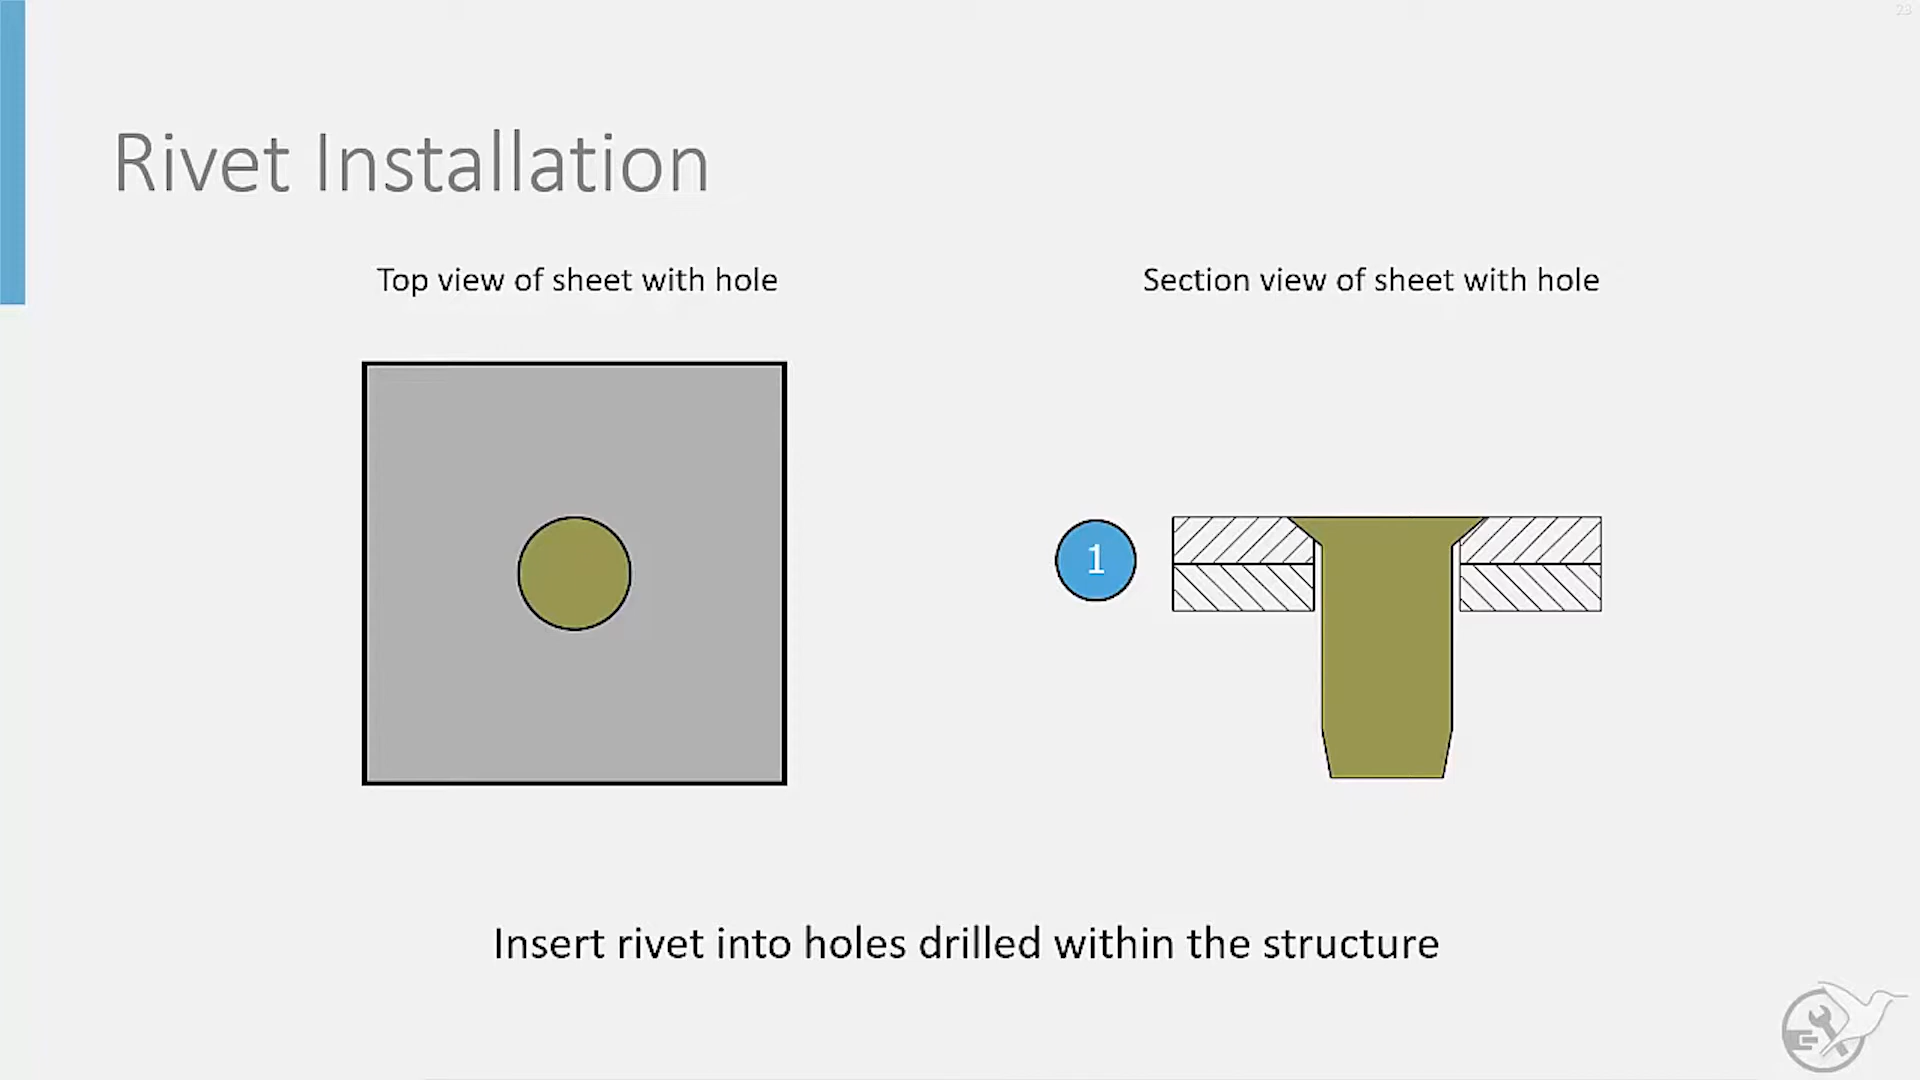 23
Rivet Installation
Top view of sheet with hole
Section view of sheet with hole
1
Insert rivet into holes drilled within the structure